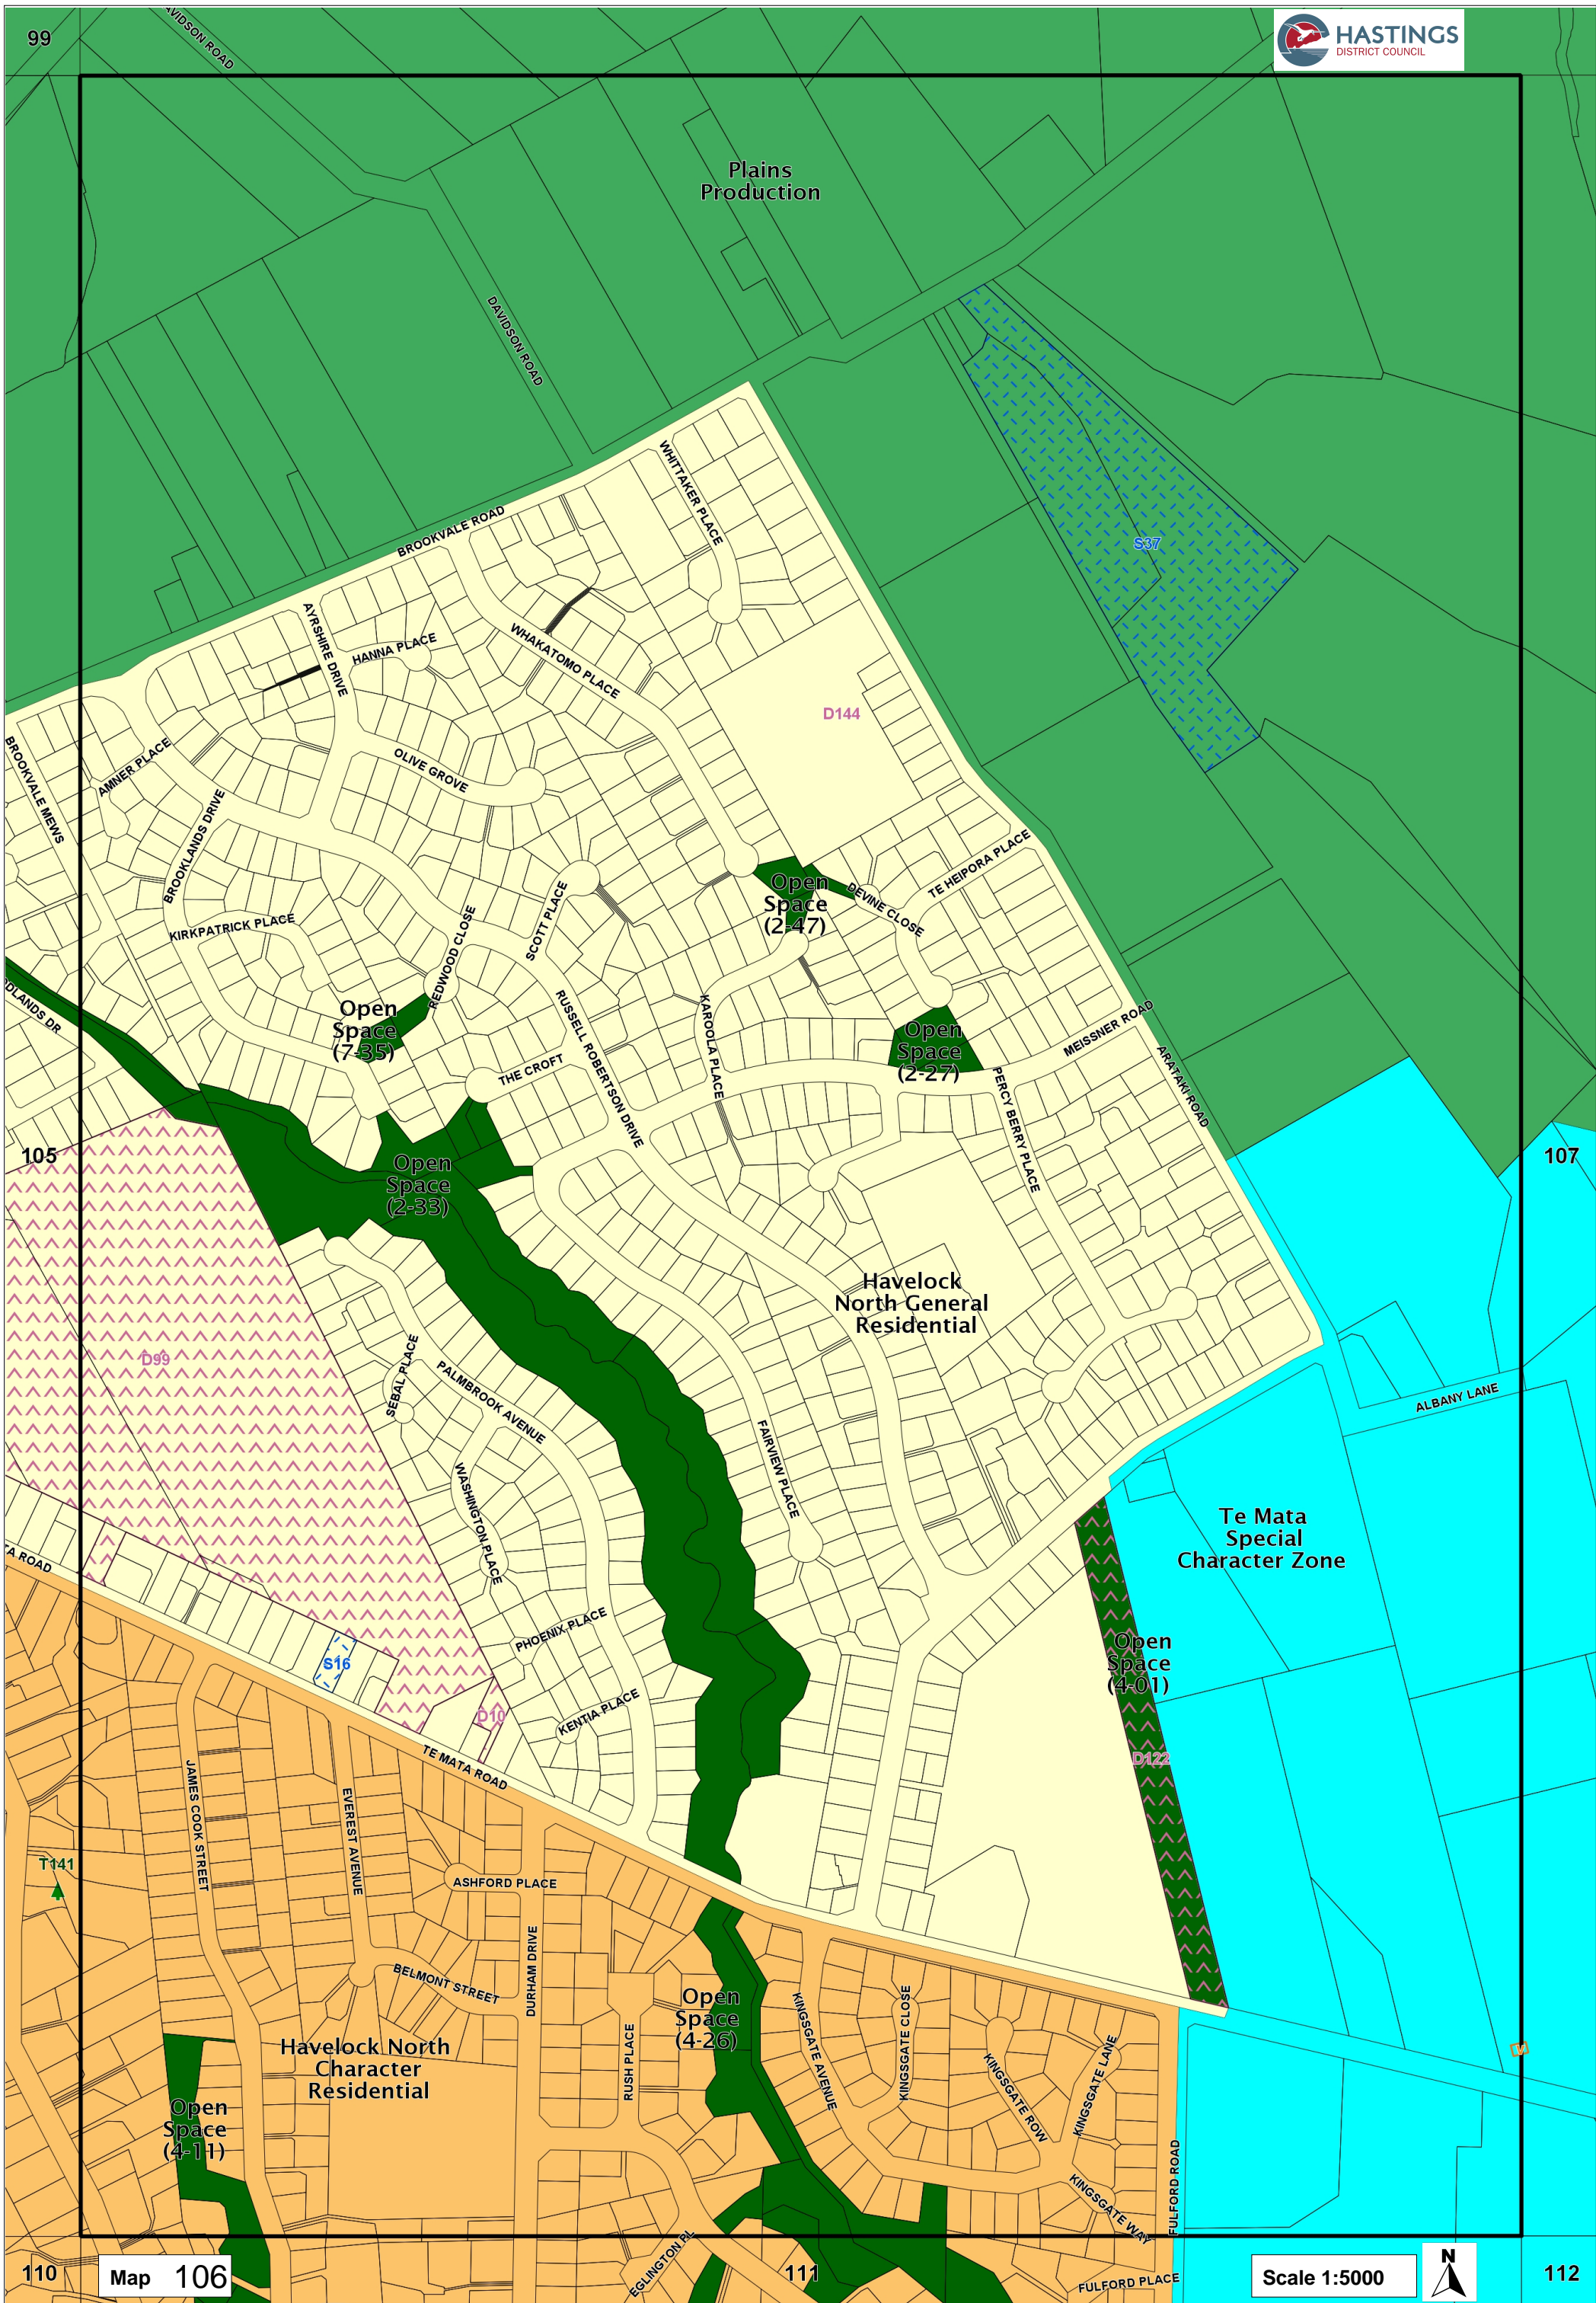 99
HASTINGS
DISTRICT COUNCIL
VIDSON ROAD
Plains
Production
DAVIDSON ROAD
S37
WHITTAKER PLACE
BROOKVALE ROAD
AYRSHIRE DRIVE
HANNA PLACE
WHAKATOMO PLACE
D144
BROOKVALE MEWS
AMNER PLACE
OLIVE GROVE
BROOKLANDS DRIVE
TE HEIPORA PLACE
Open
Space
(2-47)
DEVINE CLOSE
KIRKPATRICK PLACE
REDWOOD CLOSE
SCOTT PLACE
DLANDS DR
Open
Space
(7-35)
RUSSELL ROBERTSON DRIVE
KAROOLA PLACE
Open
Space
(2-27)
MEISSNER ROAD
THE CROFT
PERCY BERRY PLACE
ARATAKI ROAD
105
107
Open
Space
(2-33)
Havelock
North General
Residential
D99
SEBAL PLACE
PALMBROOK AVENUE
ALBANY LANE
FAIRVIEW PLACE
WASHINGTON PLACE
Te Mata
Special
Character Zone
TA ROAD
PHOENIX PLACE
Open
Space
(4-01)
S16
D10
KENTIA PLACE
D122
TE MATA ROAD
JAMES COOK STREET
EVEREST AVENUE
T141
ASHFORD PLACE
BELMONT STREET
DURHAM DRIVE
Open
Space
(4-26)
KINGSGATE AVENUE
KINGSGATE CLOSE
KINGSGATE ROW
KINGSGATE LANE
RUSH PLACE
Havelock North
Character
Residential
Open
Space
(4-11)
KINGSGATE WAY
FULFORD ROAD
EGLINGTON PL
FULFORD PLACE
110
Map 106
111
Scale 1:5000
N
112